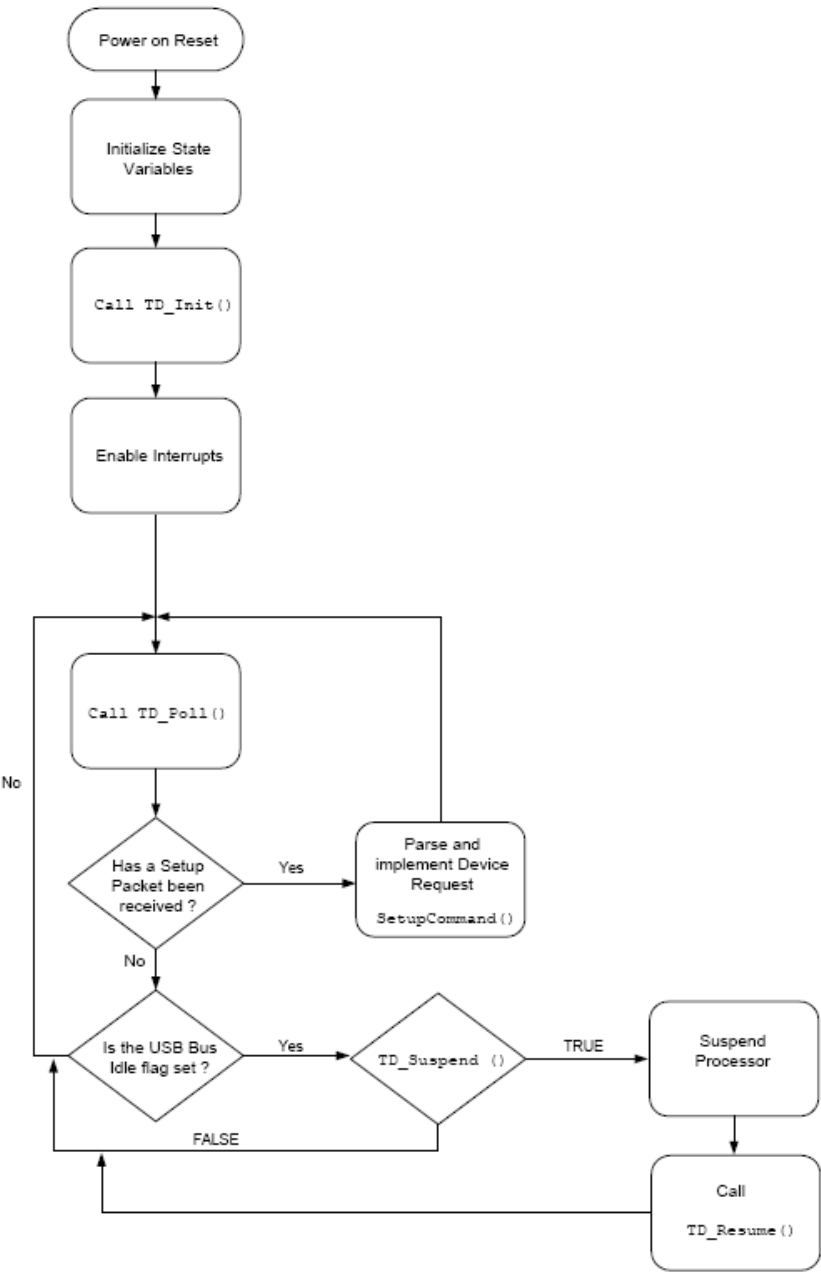 Power on Reset
Initialize State
Variables
Call TD_Init()
Enable Interrupts
Call TD_Poll()
No
Has a Setup
Packet been
received ?
Yes
Parse and
implement Device
Request
SetupCommand()
No
Is the USB Bus
Idle flag set ?
Yes
TD_Suspend ()
TRUE
Suspend
Processor
FALSE
Call
TD_Resume()